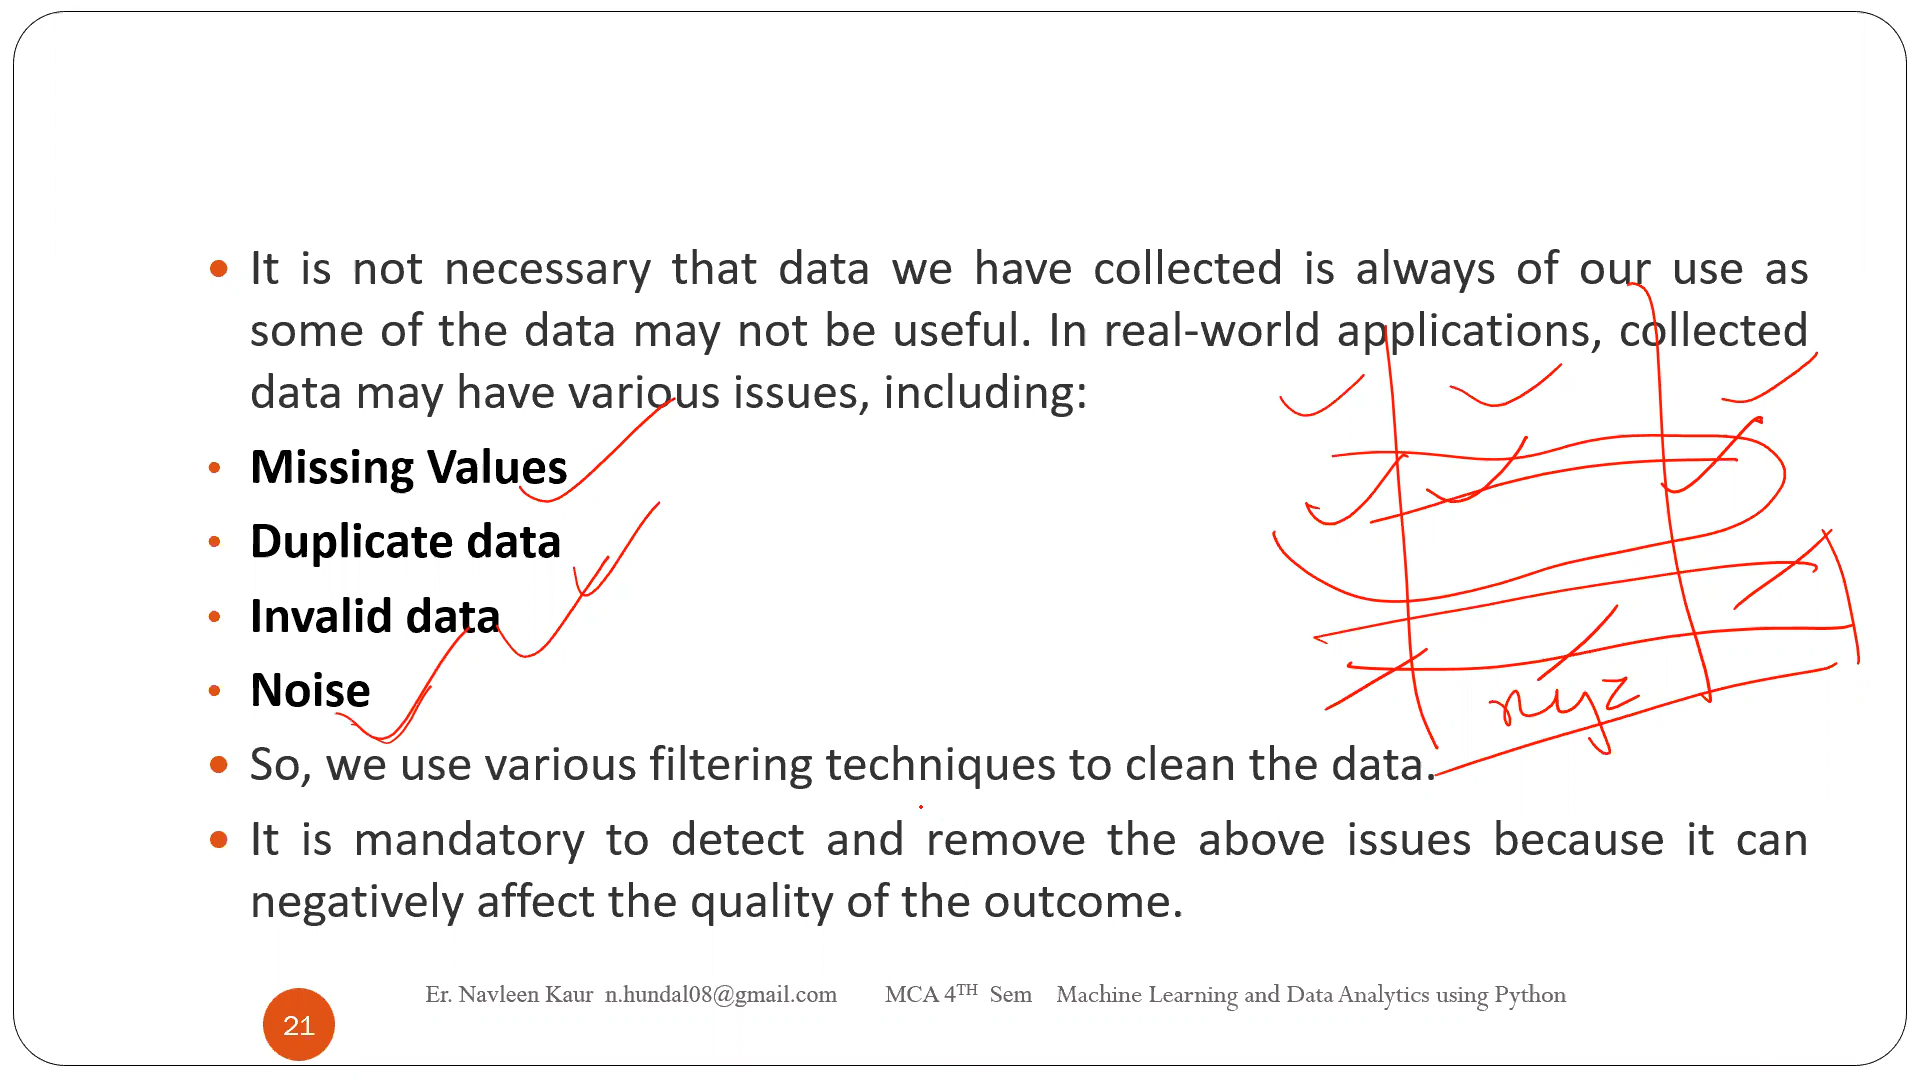 • It is not necessary that data we have collected is always of our use as
some of the data may not be useful. In real-world applications, collected
data may have various issues, including:
• Missing Values
• Duplicate data
• Invalid data
• Noise
xyz
• So, we use various filtering techniques to clean the data.
• It is mandatory to detect and remove the above issues because it can
negatively affect the quality of the outcome.
Er. Navleen Kaur n.hundal08@gmail.com MCA 4TH Sem Machine Learning and Data Analytics using Python
21